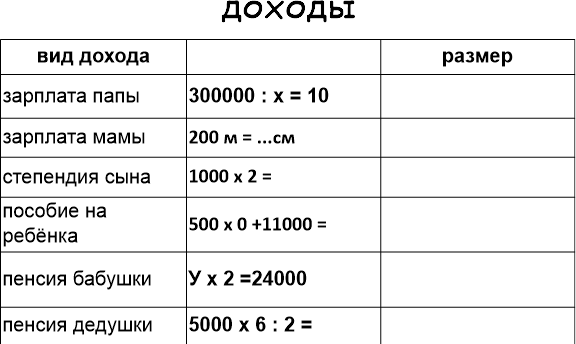 ДОХОДЫ
вид дохода размер
зарплата папы 300000 : х = 10
зарплата мамы 200 м = ...см
степендия сына 1000 х 2 =
пособие на
ребёнка 500 х 0 +11000 =
пенсия бабушки У х 2 =24000
пенсия дедушки 5000 х 6 : 2 =